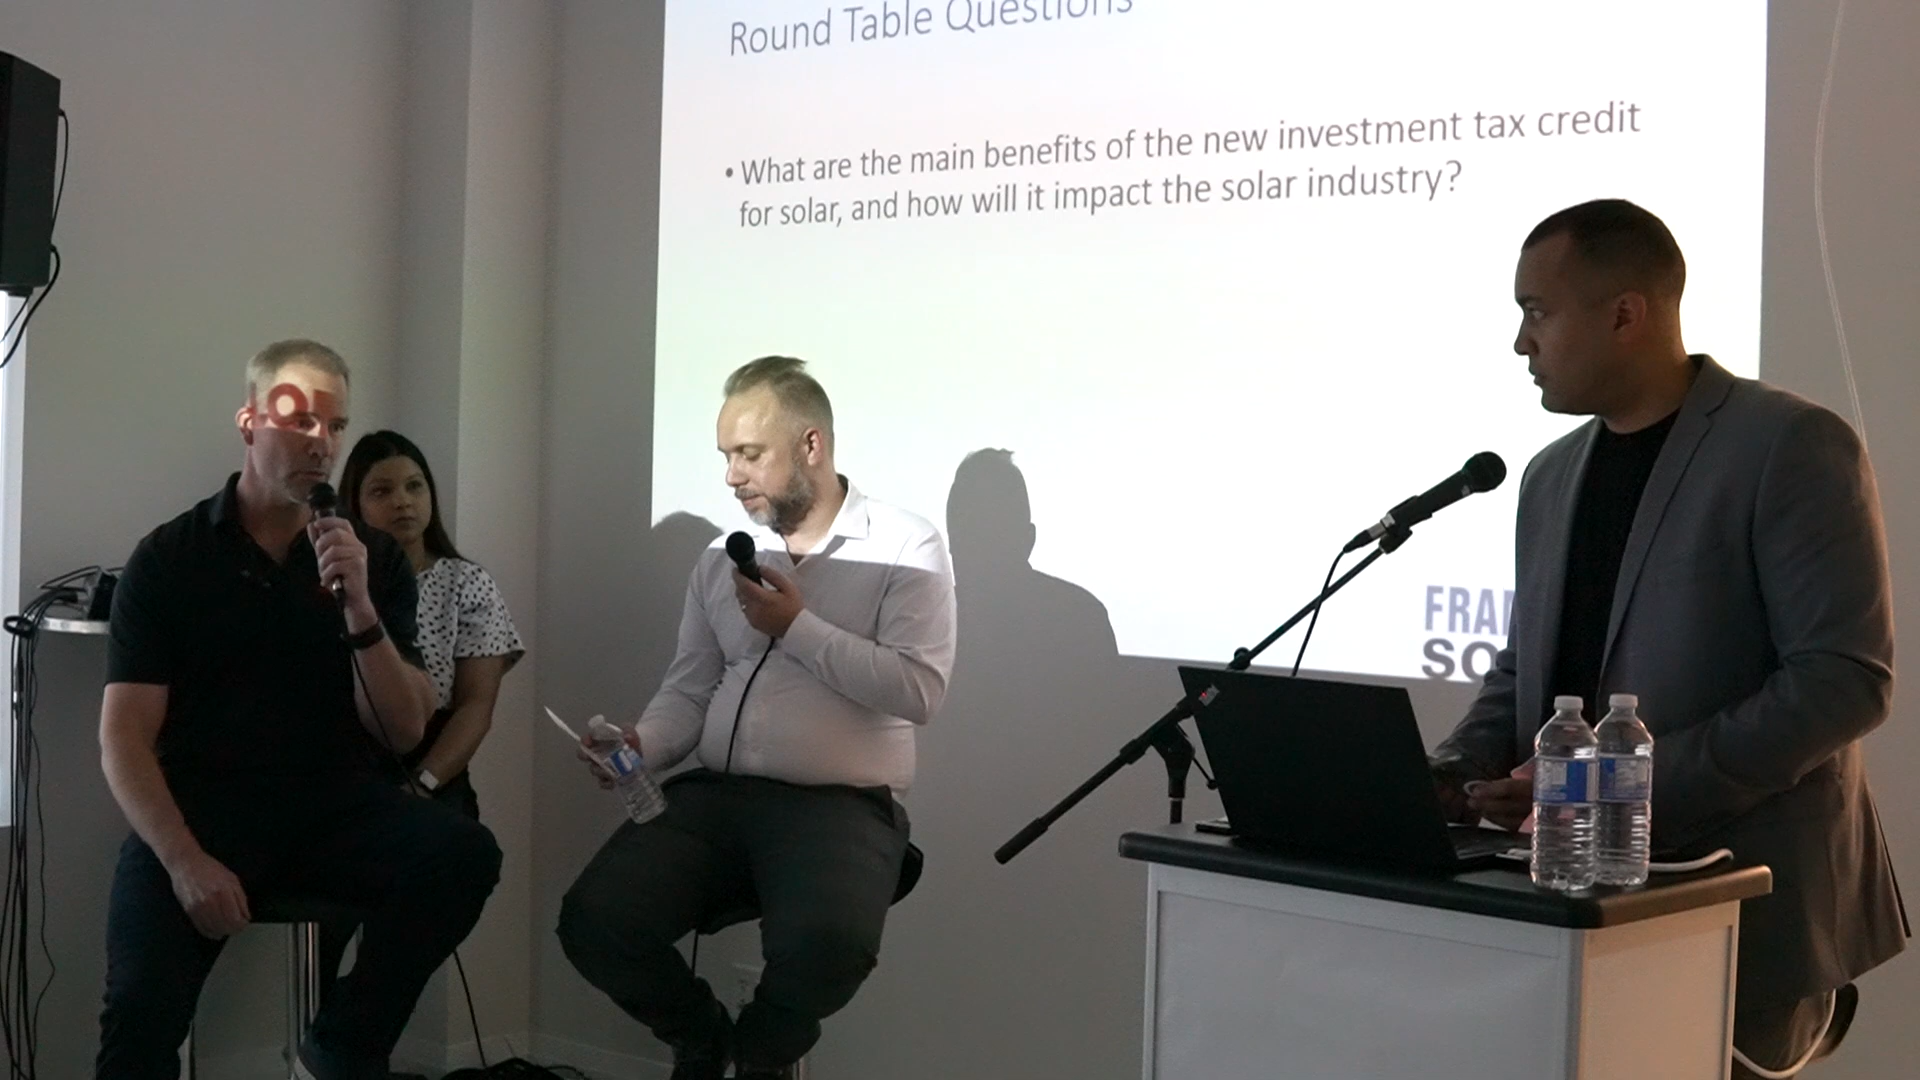 Round Table Questions
• What are the main benefits of the new investment tax credit
for solar, and how will it impact the solar industry?